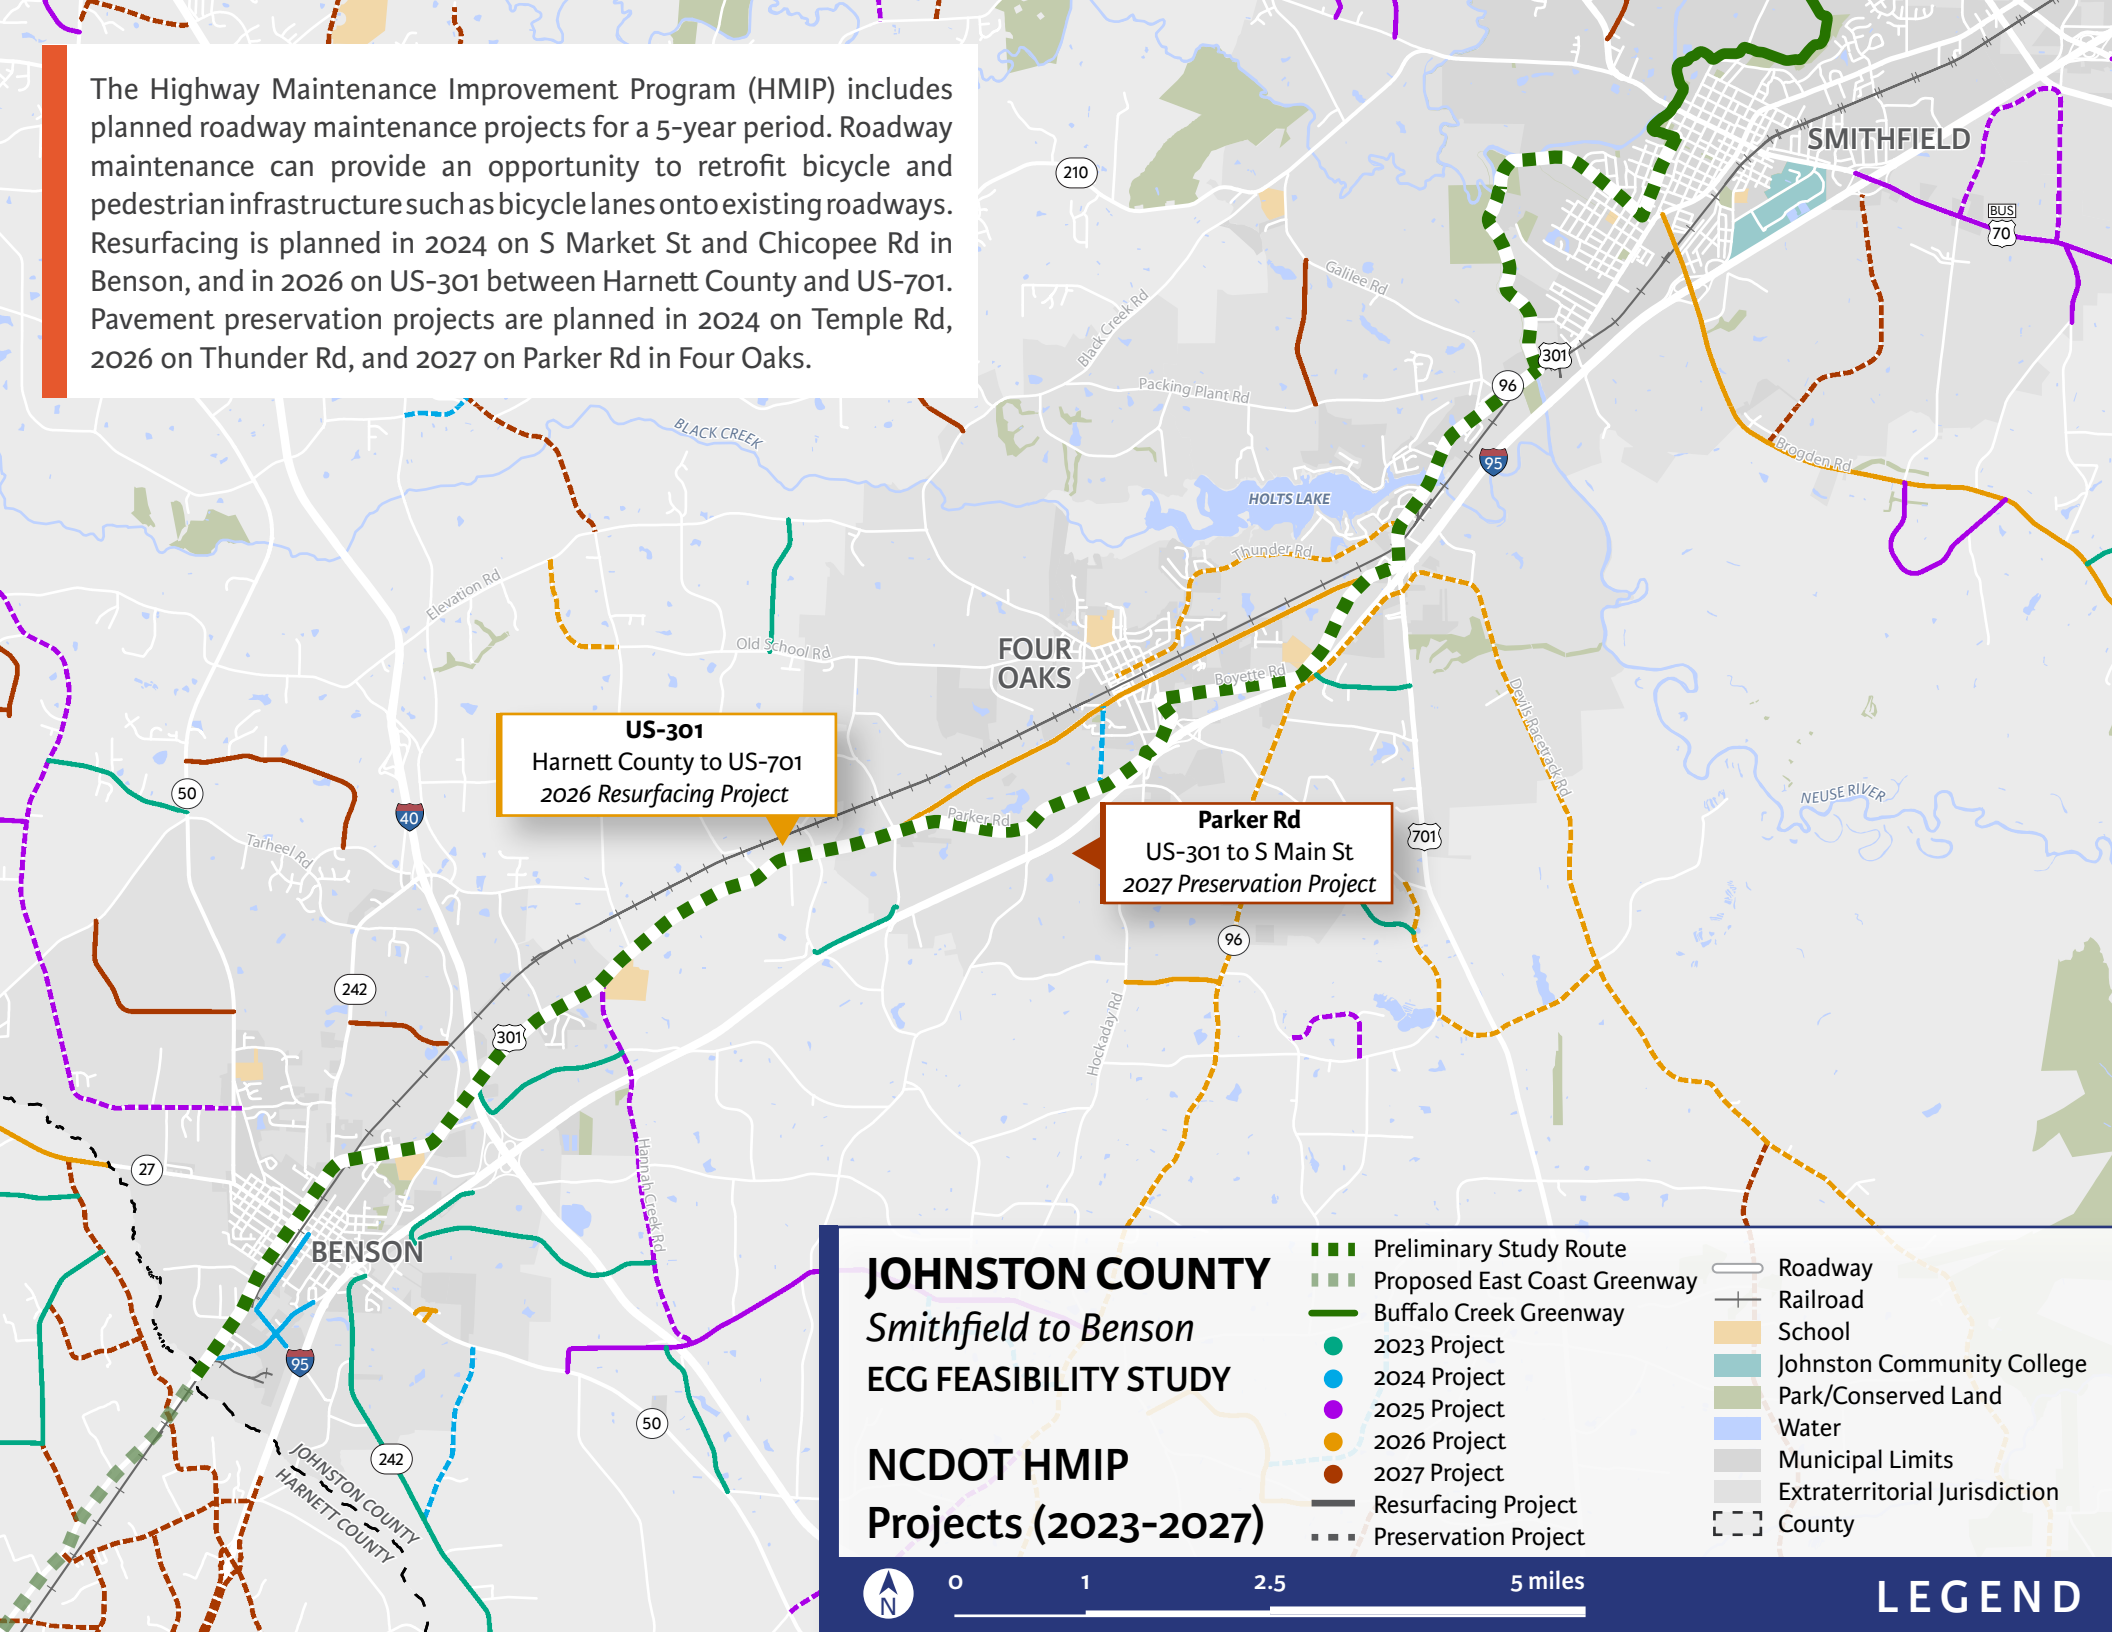 The Highway Maintenance Improvement Program (HMIP) includes
planned roadway maintenance projects for a 5-year period. Roadway
maintenance can provide an opportunity to retrofit bicycle and
pedestrian infrastructure such as bicycle lanes onto existing roadways.
Resurfacing is planned in 2024 on S Market St and Chicopee Rd in
Benson, and in 2026 on US-301 between Harnett County and US-701.
Pavement preservation projects are planned in 2024 on Temple Rd,
2026 on Thunder Rd, and 2027 on Parker Rd in Four Oaks.
SMITHFIELD
210
BUS
70
Galilee Rd
Black Creek Rd
301
Packing Plant Rd
96
BLACK CREEK
95
Brogden Rd
HOLTS LAKE
Thunder Rd
Elevation Rd
Old School Rd
FOUR
OAKS
Boyette Rd
Devils Racetrack Rd
US-301
Harnett County to US-701
2026 Resurfacing Project
50
40
NEUSE RIVER
Parker Rd
Parker Rd
US-301 to S Main St
2027 Preservation Project
701
Tarheel Rd
96
242
Hockaday Rd
301
27
Hannah Creek Rd
BENSON
95
50
242
JOHNSTON COUNTY
HARNETT COUNTY
JOHNSTON COUNTY
Smithfield to Benson
ECG FEASIBILITY STUDY
NCDOT HMIP
Projects (2023-2027)
Preliminary Study Route
Proposed East Coast Greenway
Buffalo Creek Greenway
2023 Project
2024 Project
2025 Project
2026 Project
2027 Project
Resurfacing Project
Preservation Project
Roadway
Railroad
School
Johnston Community College
Park/Conserved Land
Water
Municipal Limits
Extraterritorial Jurisdiction
County
N
0 1 2.5 5 miles
LEGEND